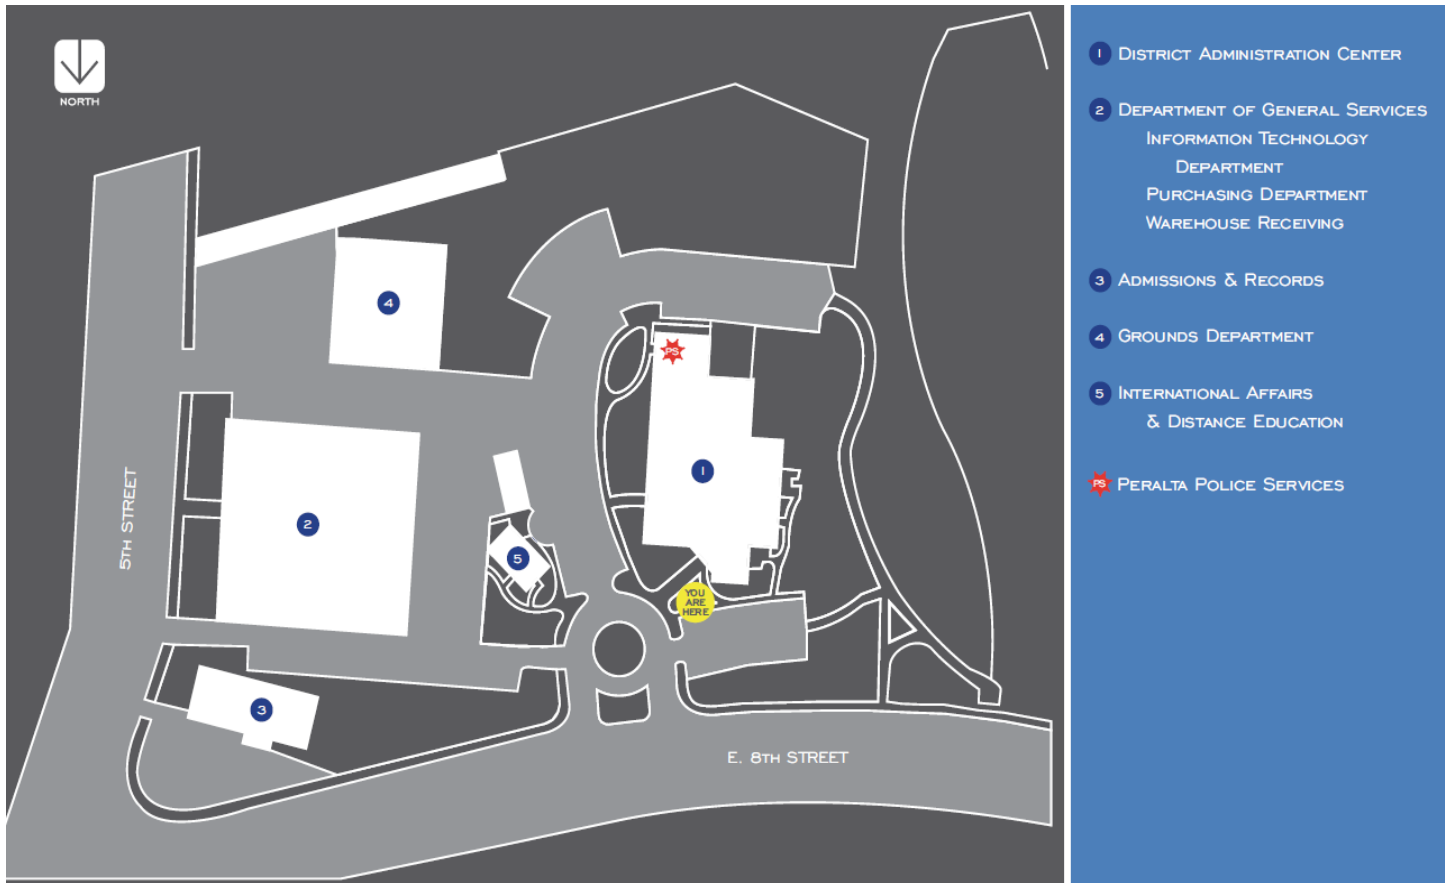 NORTH
4
PS
1
2
5
YOU
ARE
HERE
3
5TH STREET
E. 8TH STREET
1 DISTRICT ADMINISTRATION CENTER
2 DEPARTMENT OF GENERAL SERVICES
INFORMATION TECHNOLOGY
DEPARTMENT
PURCHASING DEPARTMENT
WAREHOUSE RECEIVING
3 ADMISSIONS & RECORDS
4 GROUNDS DEPARTMENT
5 INTERNATIONAL AFFAIRS
& DISTANCE EDUCATION
PS PERALTA POLICE SERVICES